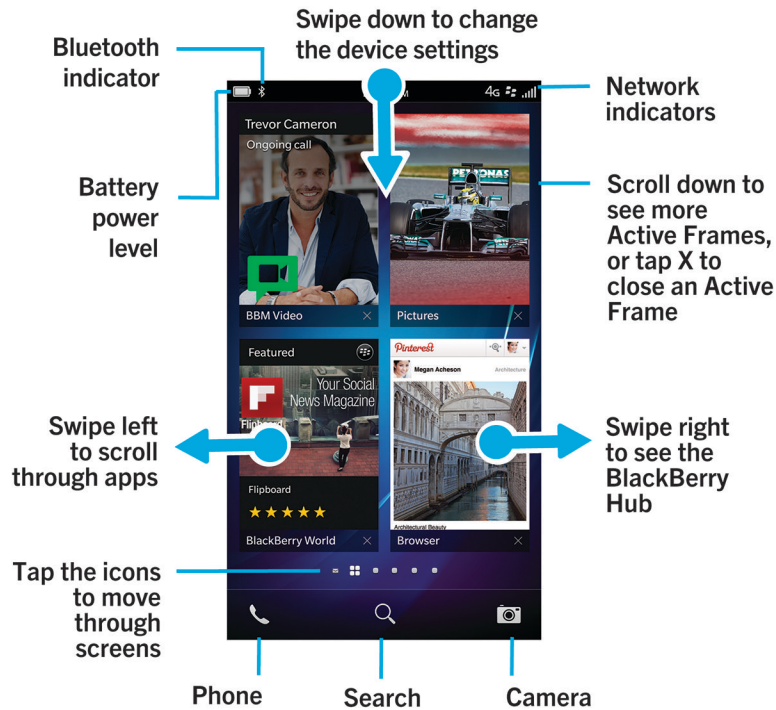 Swipe down to change
the device settings
Bluetooth
indicator
Network
indicators
Battery
power
level
Scroll down to
see more
Active Frames,
or tap X to
close an Active
Frame
Swipe left
to scroll
through apps
Swipe right
to see the
BlackBerry
Hub
Tap the icons
to move
through
screens
Phone
Search
Camera
M
4G
Trevor Cameron
Ongoing call
BBM Video
PETRONAS
Pictures
Featured
Your Social
News Magazine
Flipboard
Flipboard
BlackBerry World
Pinterest
Megan Acheson
Architecture
Architectural Beauty
Browser